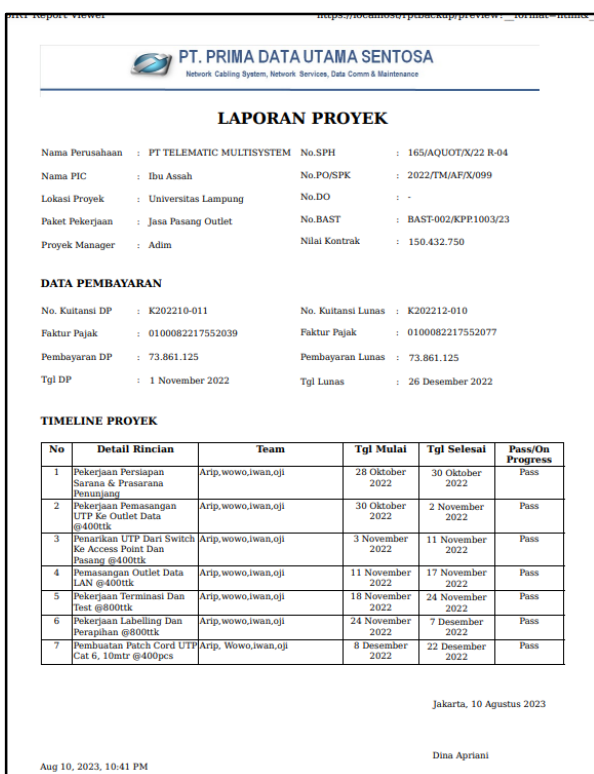 Report Viewer
PT. PRIMA DATA UTAMA SENTOSA
Network Cabling System, Network Services, Data Comm & Maintenance
LAPORAN PROYEK
Nama Perusahaan : PT TELEMATIC MULTISYSTEM No.SPH : 165/AQUOT/X/22 R-04
Nama PIC : Ibu Assah No.PO/SPK : 2022/TM/AF/X/099
Lokasi Proyek : Universitas Lampung No.DO : -
Paket Pekerjaan : Jasa Pasang Outlet No.BAST : BAST-002/KPP.1003/23
Proyek Manager : Adim Nilai Kontrak : 150.432.750
DATA PEMBAYARAN
No. Kuitansi DP : K202210-011 No. Kuitansi Lunas : K202212-010
Faktur Pajak : 0100082217552039 Faktur Pajak : 0100082217552077
Pembayaran DP : 73.861.125 Pembayaran Lunas : 73.861.125
Tgl DP : 1 November 2022 Tgl Lunas : 26 Desember 2022
TIMELINE PROYEK
No Detail Rincian Team Tgl Mulai Tgl Selesai Pass/On
Progress
1 Pekerjaan Persiapan Arip,wowo,iwan,oji 28 Oktober 30 Oktober Pass
Sarana & Prasarana 2022 2022
Penunjang
2 Pekerjaan Pemasangan Arip,wowo,iwan,oji 30 Oktober 2 November Pass
UTP Ke Outlet Data 2022 2022
@400ttk
3 Penarikan UTP Dari Switch Arip,wowo,iwan,oji 3 November 11 November Pass
Ke Access Point Dan 2022 2022
Pasang @400ttk
4 Pemasangan Outlet Data Arip,wowo,iwan,oji 11 November 17 November Pass
LAN @400ttk 2022 2022
5 Pekerjaan Terminasi Dan Arip,wowo,iwan,oji 18 November 24 November Pass
Test @800ttk 2022 2022
6 Pekerjaan Labelling Dan Arip,wowo,iwan,oji 24 November 7 Desember Pass
Perapihan @800ttk 2022 2022
7 Pembuatan Patch Cord UTP Arip, Wowo,iwan,oji 8 Desember 22 Desember Pass
Cat 6, 10mtr @400pcs 2022 2022
Jakarta, 10 Agustus 2023
Dina Apriani
Aug 10, 2023, 10:41 PM